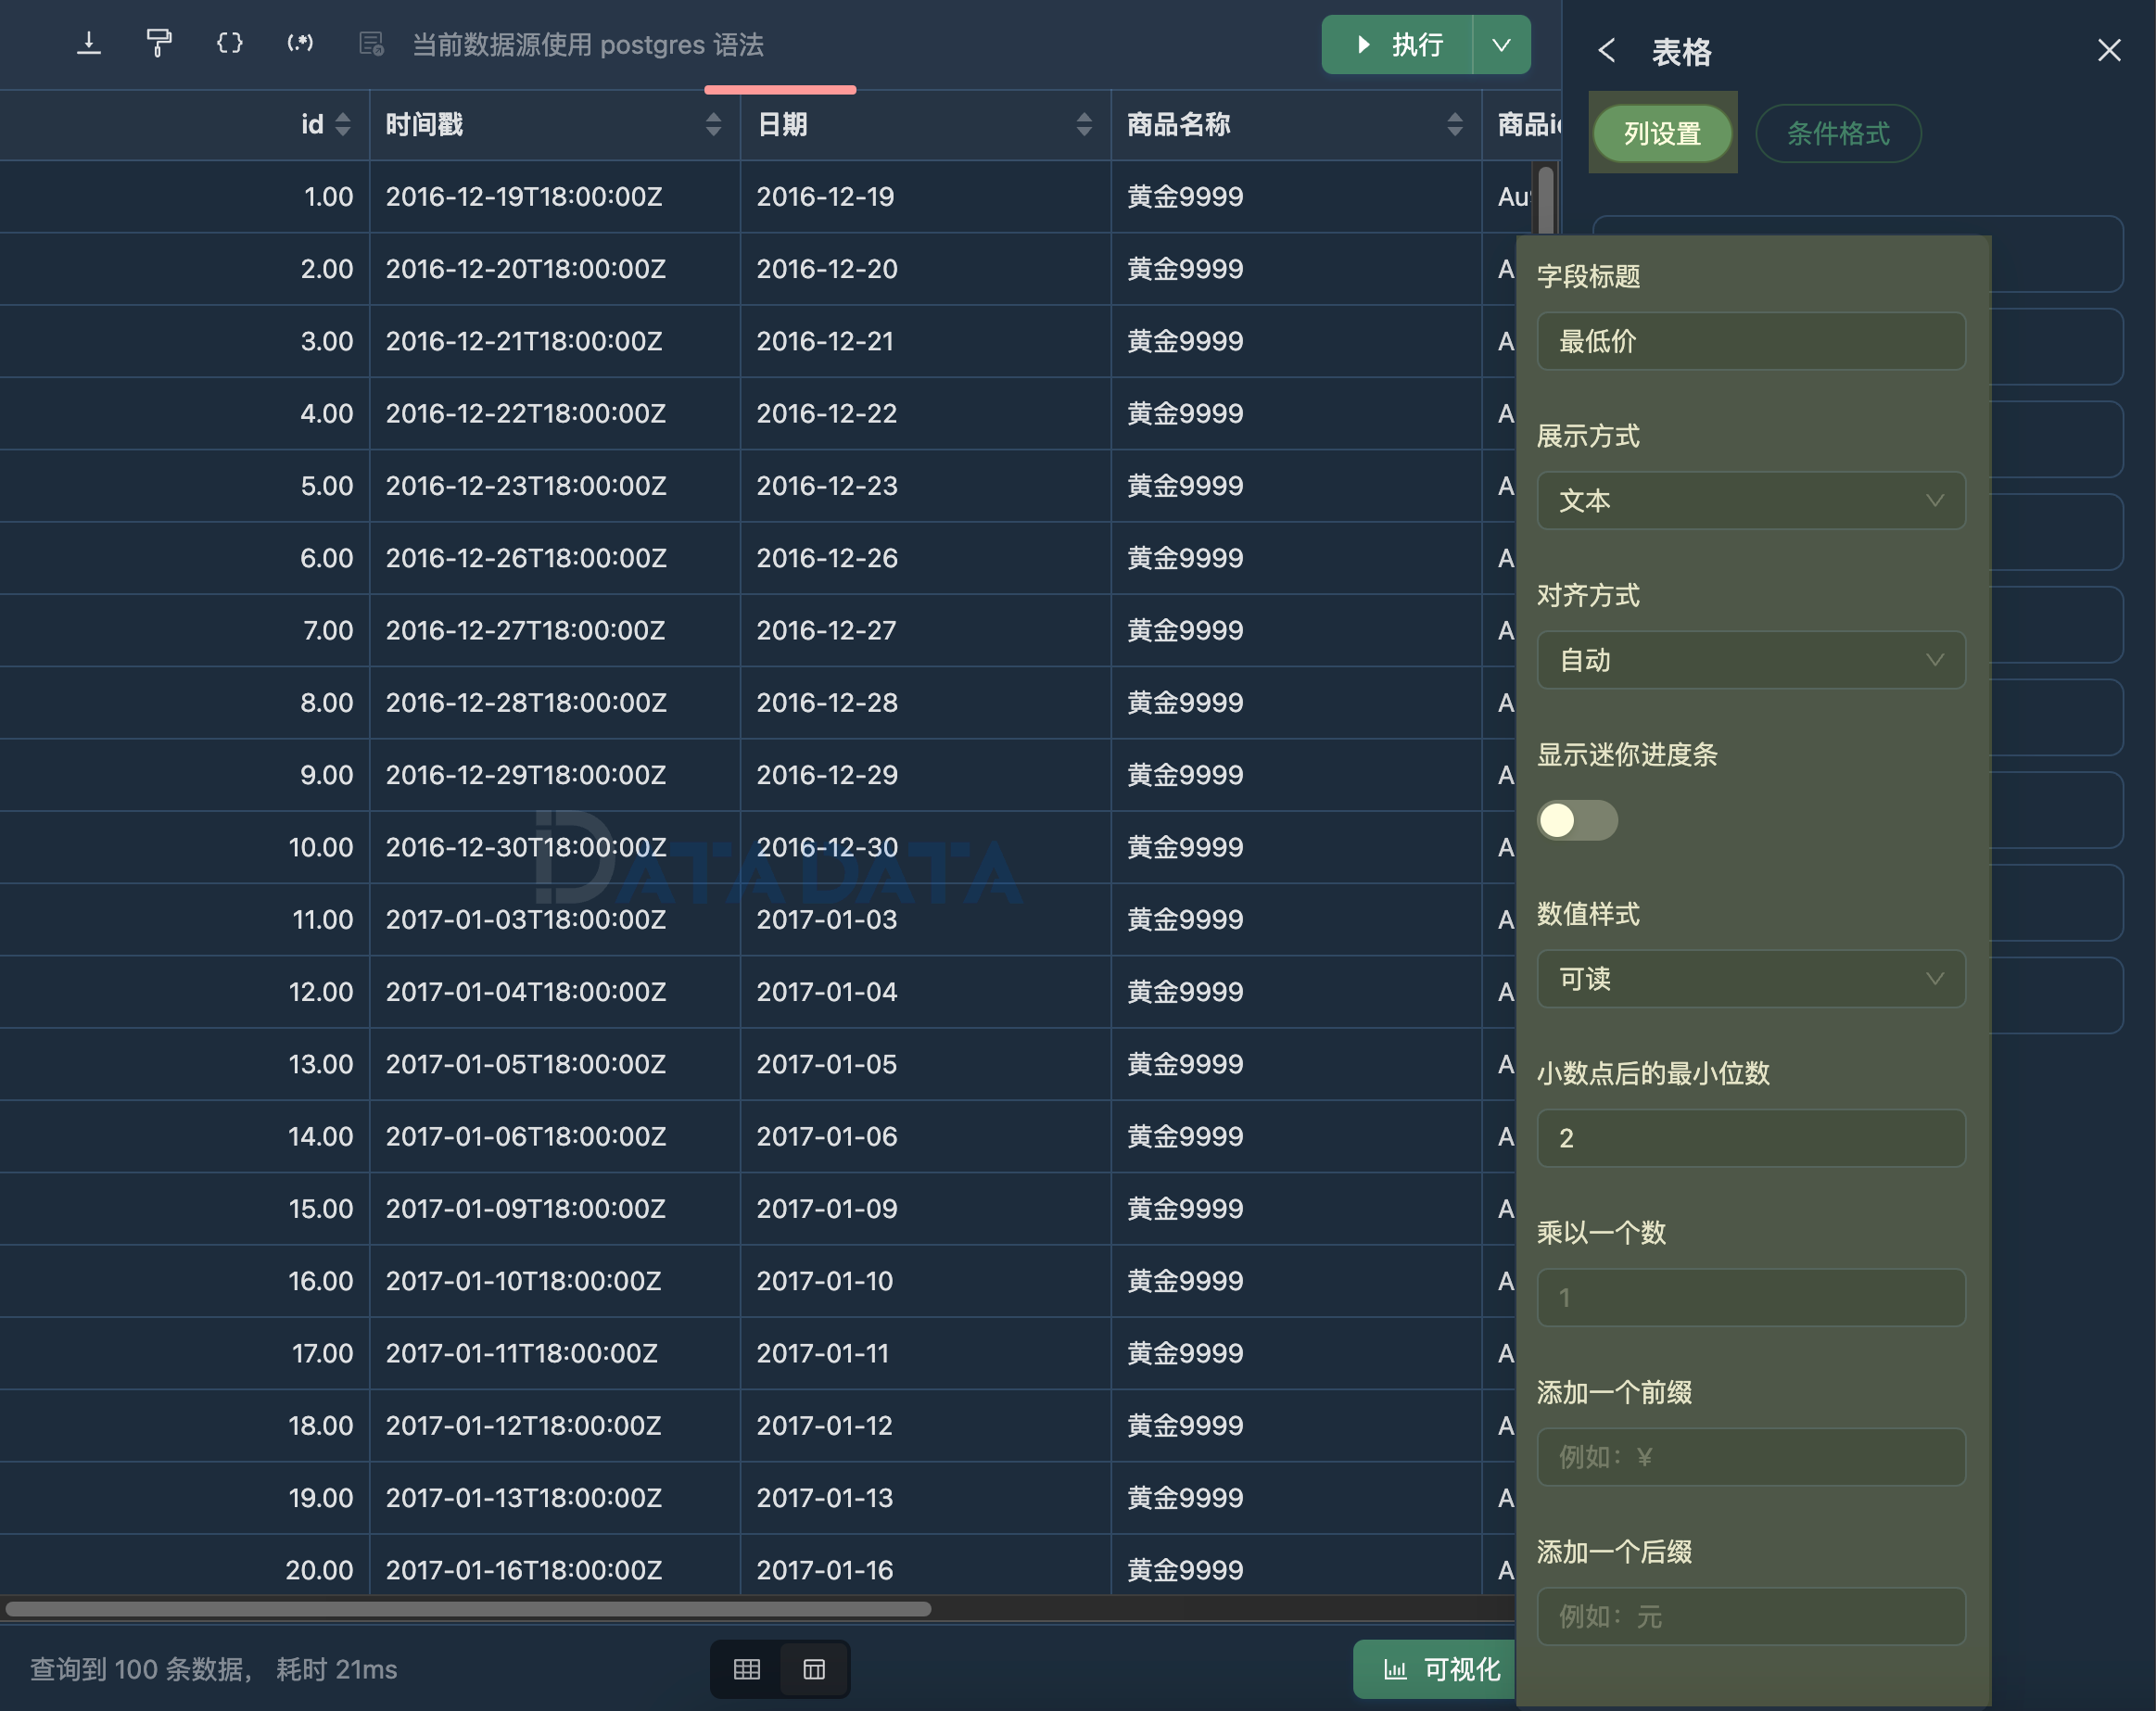 当前数据源使用 postgres 语法
执行
表格
列设置 条件格式
id 时间戳 日期 商品名称 商品
1.00 2016-12-19T18:00:00Z 2016-12-19 黄金9999 Au
2.00 2016-12-20T18:00:00Z 2016-12-20 黄金9999 A
3.00 2016-12-21T18:00:00Z 2016-12-21 黄金9999 A
4.00 2016-12-22T18:00:00Z 2016-12-22 黄金9999 A
5.00 2016-12-23T18:00:00Z 2016-12-23 黄金9999 A
6.00 2016-12-26T18:00:00Z 2016-12-26 黄金9999 A
7.00 2016-12-27T18:00:00Z 2016-12-27 黄金9999 A
8.00 2016-12-28T18:00:00Z 2016-12-28 黄金9999 A
9.00 2016-12-29T18:00:00Z 2016-12-29 黄金9999 A
10.00 2016-12-30T18:00:00Z 2016-12-30 黄金9999 A
11.00 2017-01-03T18:00:00Z 2017-01-03 黄金9999 A
12.00 2017-01-04T18:00:00Z 2017-01-04 黄金9999 A
13.00 2017-01-05T18:00:00Z 2017-01-05 黄金9999 A
14.00 2017-01-06T18:00:00Z 2017-01-06 黄金9999 A
15.00 2017-01-09T18:00:00Z 2017-01-09 黄金9999 A
16.00 2017-01-10T18:00:00Z 2017-01-10 黄金9999 A
17.00 2017-01-11T18:00:00Z 2017-01-11 黄金9999 A
18.00 2017-01-12T18:00:00Z 2017-01-12 黄金9999 A
19.00 2017-01-13T18:00:00Z 2017-01-13 黄金9999 A
20.00 2017-01-16T18:00:00Z 2017-01-16 黄金9999 A
DATA DATA
查询到 100 条数据， 耗时 21ms
可视化
字段标题
最低价
展示方式
文本
对齐方式
自动
显示迷你进度条
数值样式
可读
小数点后的最小位数
2
乘以一个数
1
添加一个前缀
例如：¥
添加一个后缀
例如：元